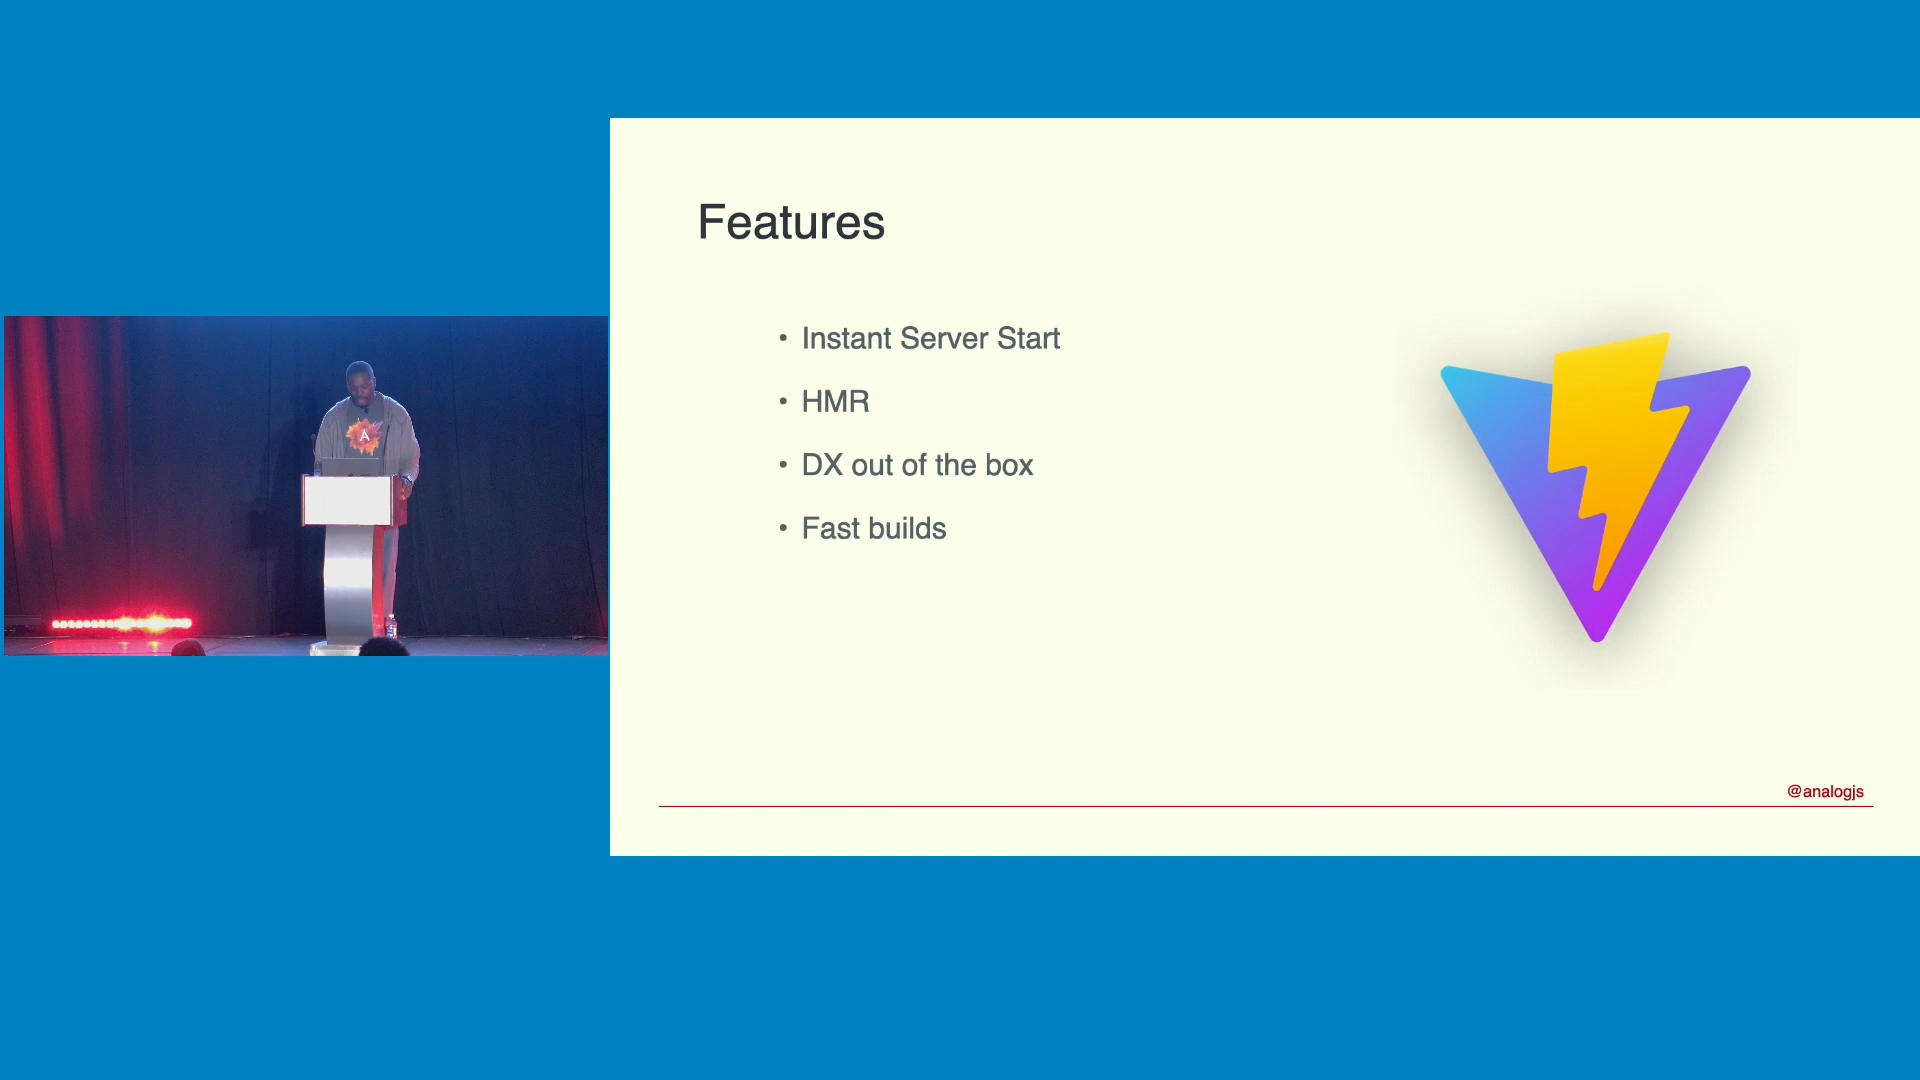 Features
• Instant Server Start
• HMR
• DX out of the box
• Fast builds
@analogjs
A